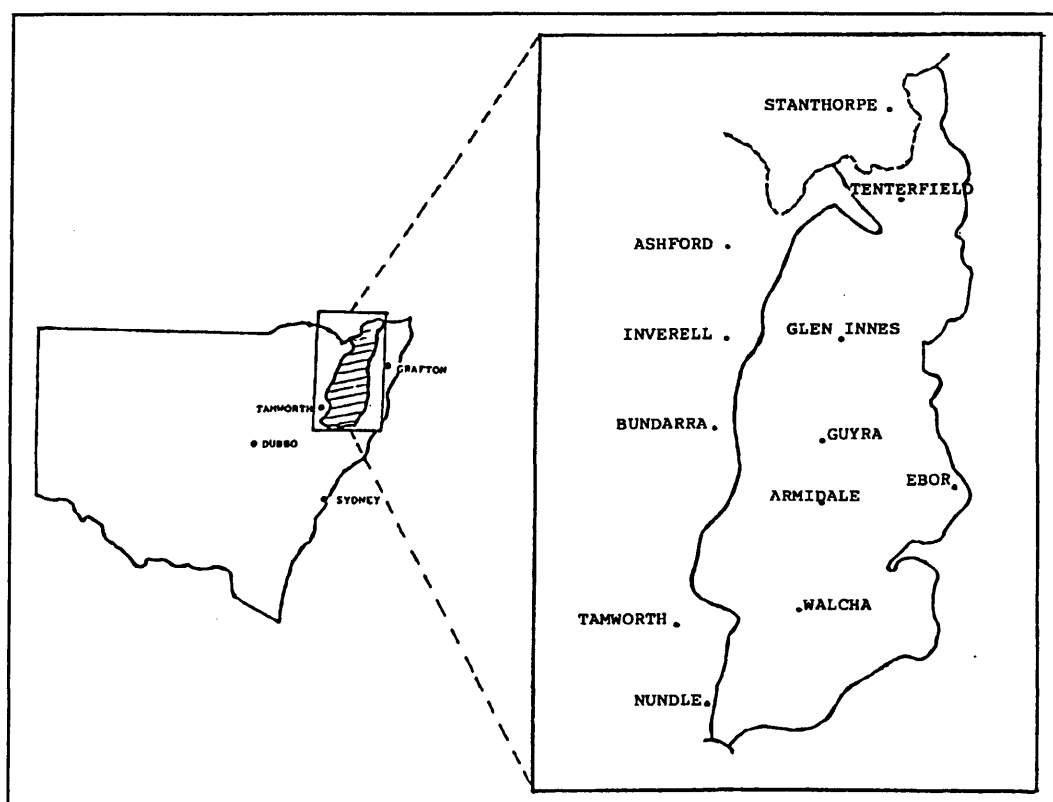 GRAFTON
TAMWORTH
DUBBO
SYDNEY
STANTHORPE
TENTERFIELD
ASHFORD
INVERELL
GLEN INNES
BUNDARRA
GUYRA
EBOR
ARMIDALE
WALCHA
TAMWORTH
NUNDLE